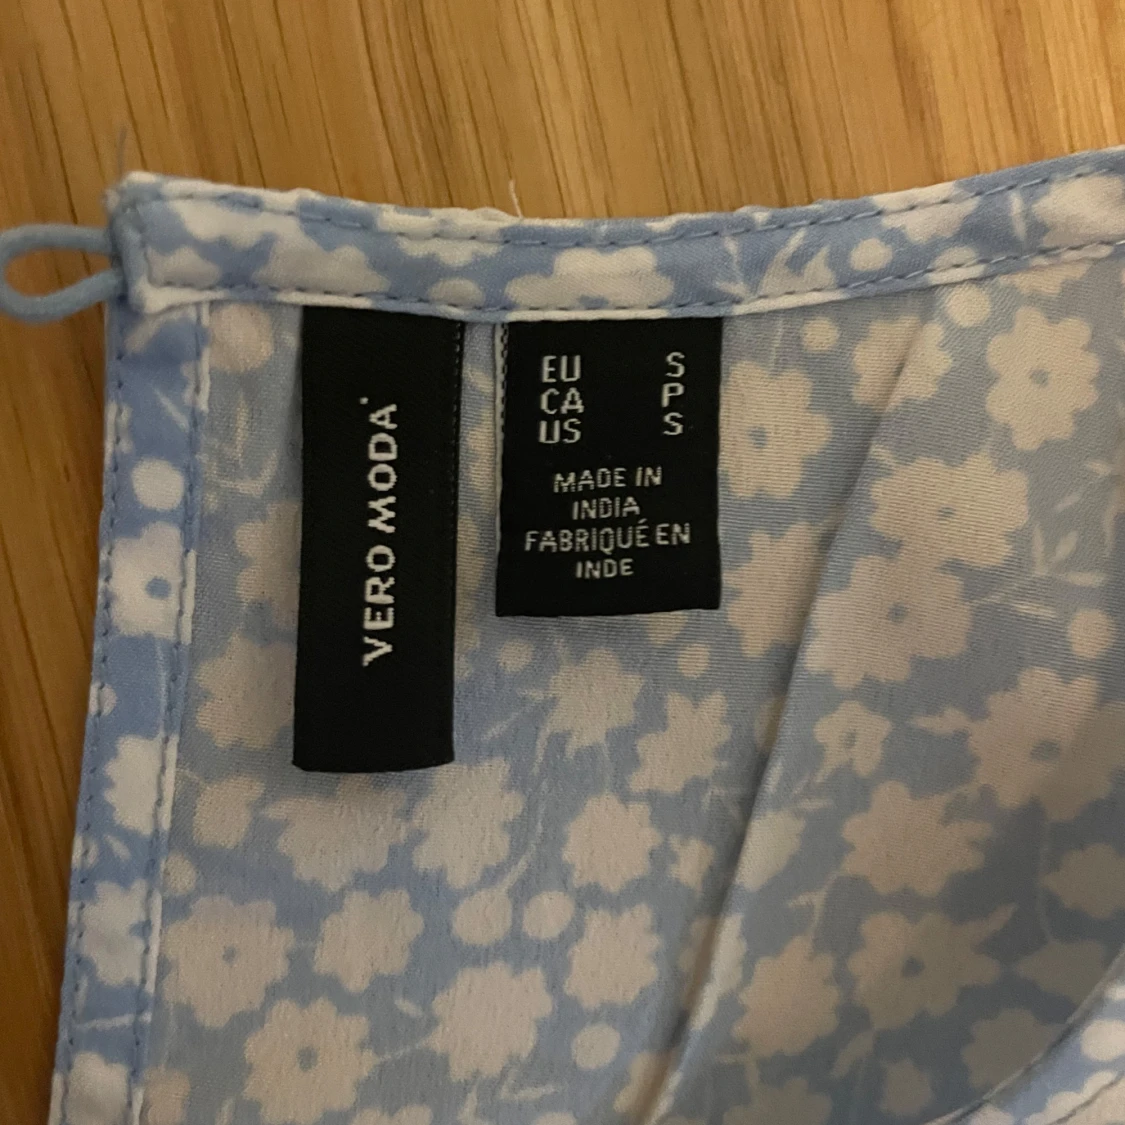 VERO MODA
EU S
CA P
US S
MADE IN
INDIA
FABRIQUÉ EN
INDE